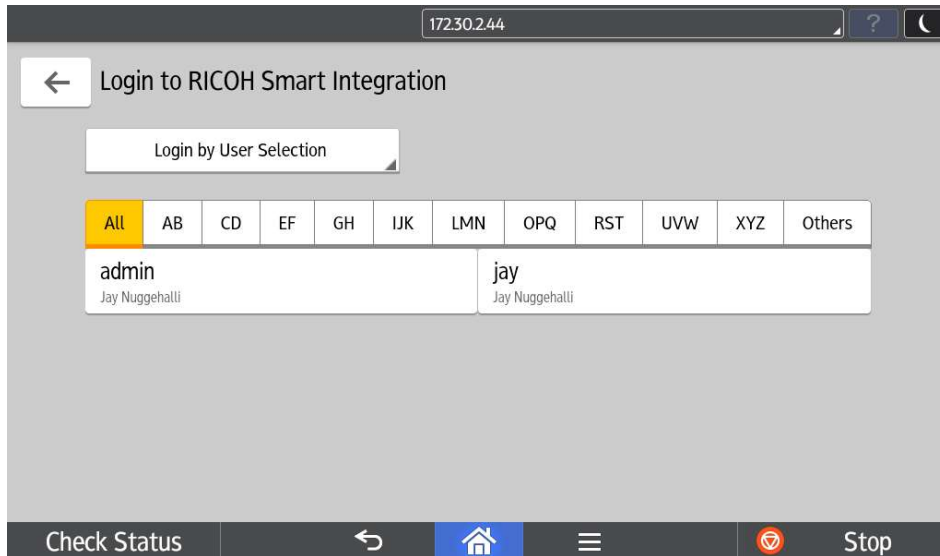 172.30.2.44 ?
Login to RICOH Smart Integration
Login by User Selection
All AB CD EF GH IJK LMN OPQ RST UVW XYZ Others
admin jay
Jay Nuggehalli Jay Nuggehalli
Check Status Stop